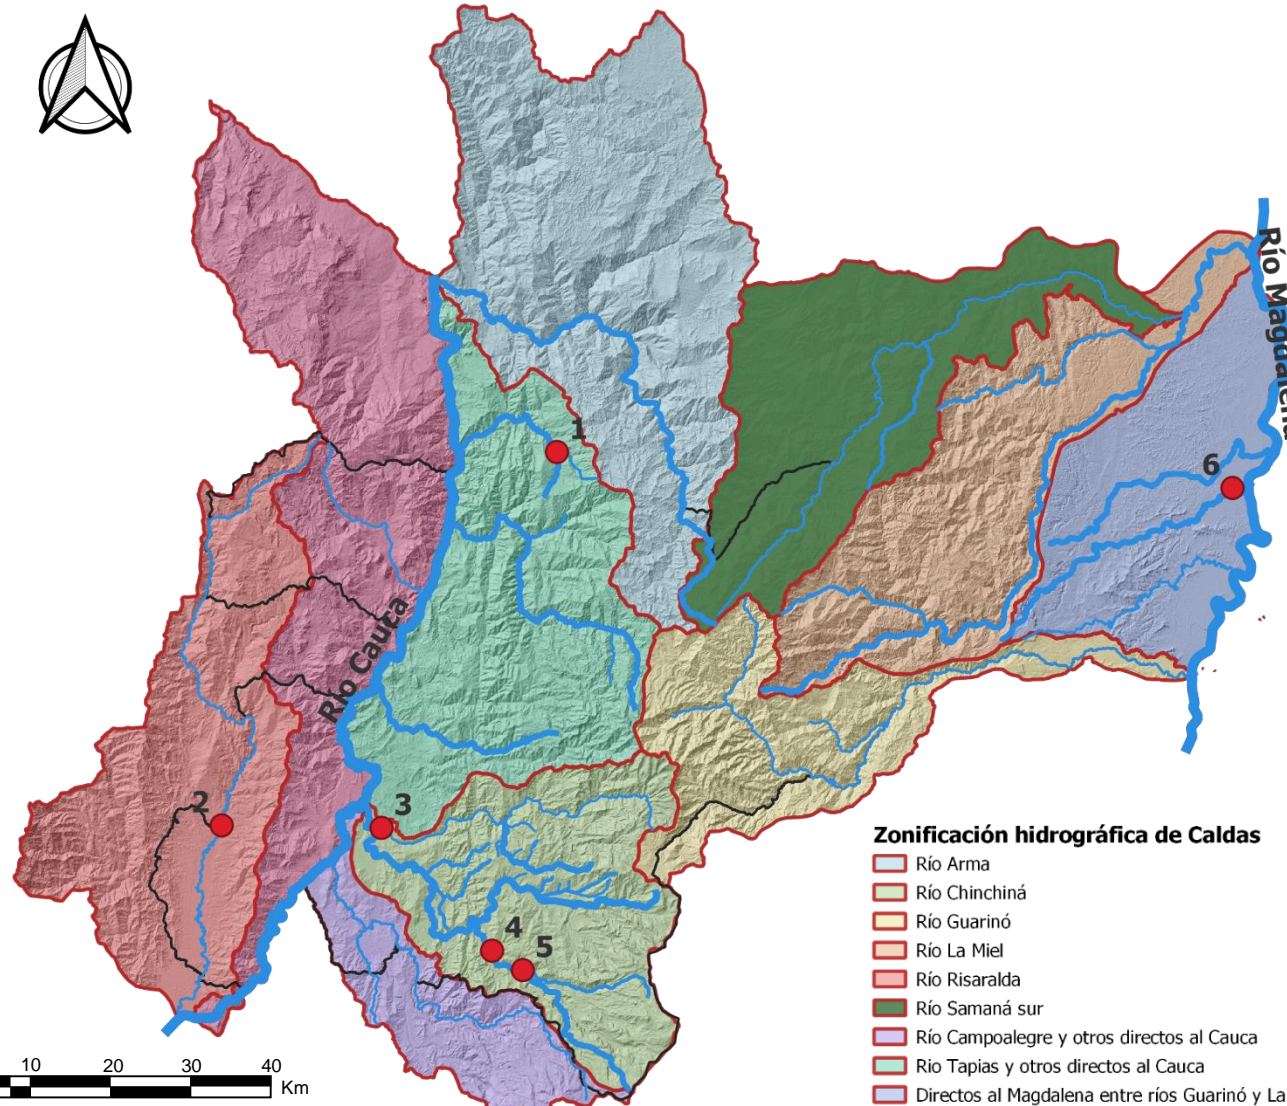 Río Magdalena
1
6
Río Cauca
2
3
4
5
Zonificación hidrográfica de Caldas
Río Arma
Río Chinchiná
Río Guarinó
Río La Miel
Río Risaralda
Río Samaná sur
Río Campoalegre y otros directos al Cauca
Rio Tapias y otros directos al Cauca
Directos al Magdalena entre ríos Guarinó y La
10 20 30 40
Km